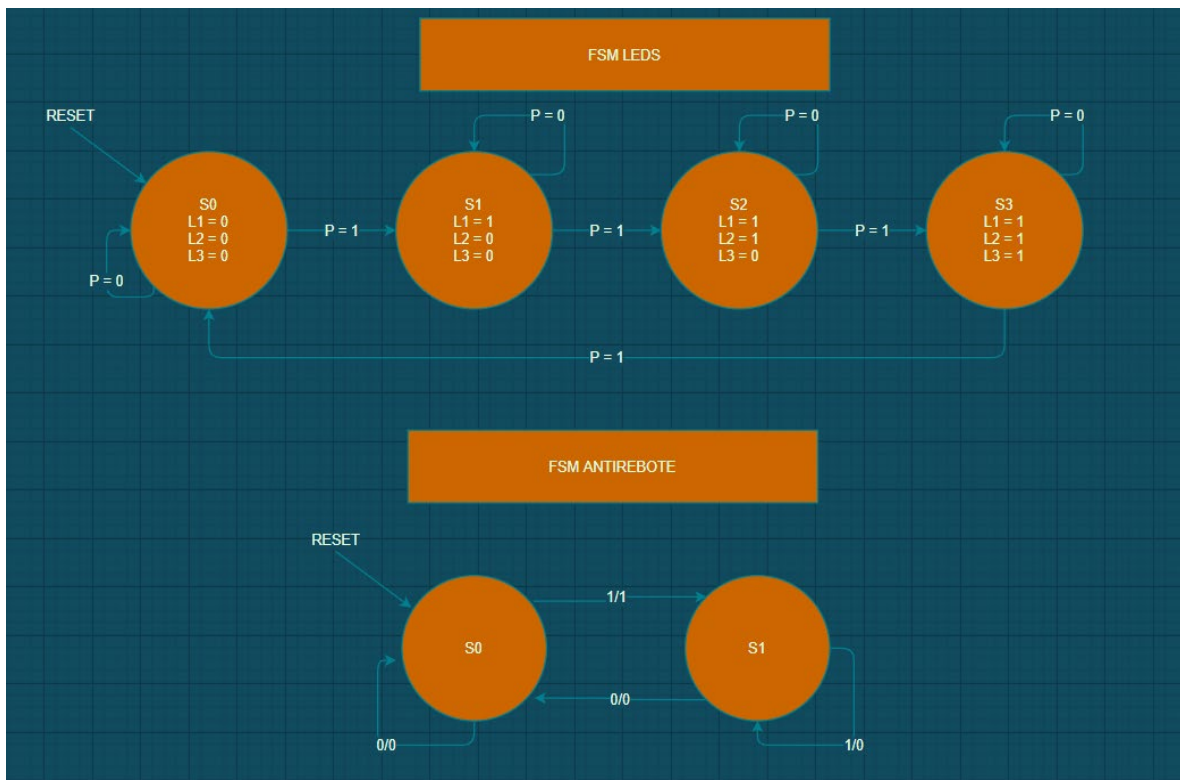 FSM LEDS
RESET
P = 0
P = 0
P = 0
S0
L1 = 0
L2 = 0
L3 = 0
P = 1
S1
L1 = 1
L2 = 0
L3 = 0
P = 1
S2
L1 = 1
L2 = 1
L3 = 0
P = 1
S3
L1 = 1
L2 = 1
L3 = 1
P = 0
P = 1
FSM ANTIREBOTE
RESET
1/1
S0
S1
0/0
0/0
1/0